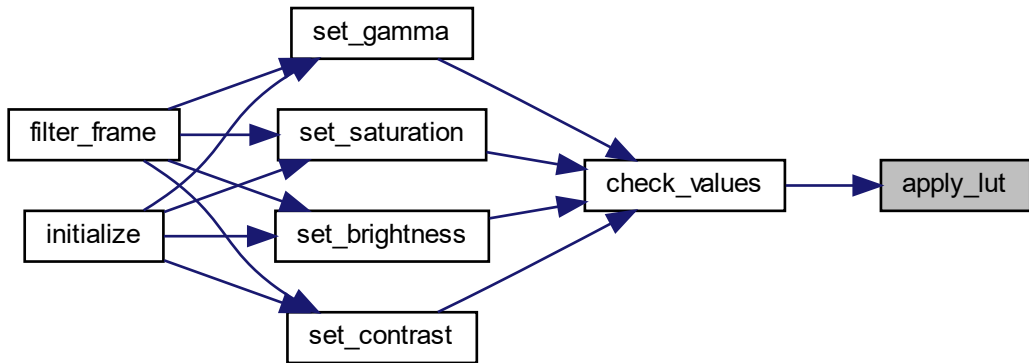 set_gamma
filter_frame
set_saturation
check_values
apply_lut
initialize
set_brightness
set_contrast